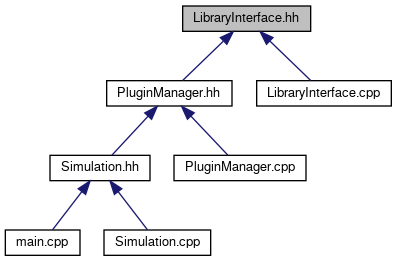 LibraryInterface.hh
PluginManager.hh
LibraryInterface.cpp
Simulation.hh
PluginManager.cpp
main.cpp
Simulation.cpp